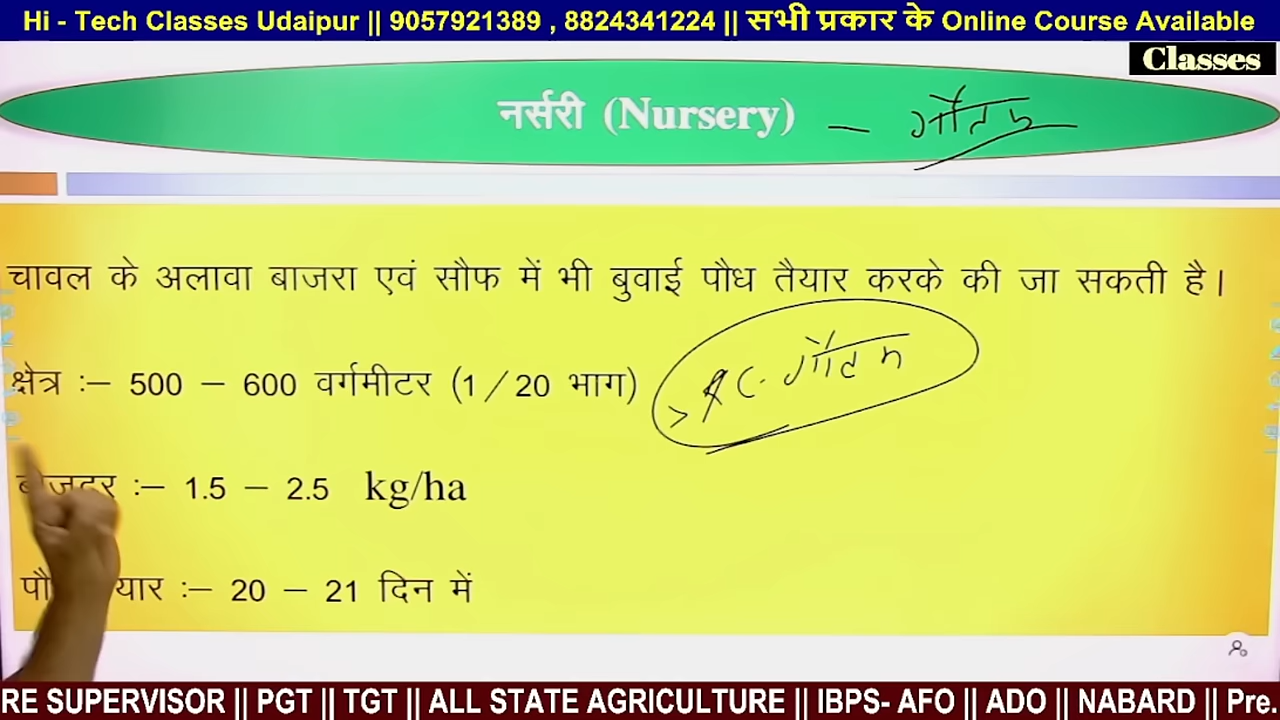 Hi - Tech Classes Udaipur || 9057921389 , 8824341224 || सभी प्रकार के Online Course Available
Classes
नर्सरी (Nursery) – गौतम
चावल के अलावा बाजरा एवं सौफ में भी बुवाई पौध तैयार करके की जा सकती है।
क्षेत्र :– 500 – 600 वर्गमीटर (1 / 20 भाग)
गौतम
:– 1.5 – 2.5 kg/ha
:– 20 – 21 दिन में
RE SUPERVISOR || PGT || TGT || ALL STATE AGRICULTURE || IBPS- AFO || ADO || NABARD || Pre.